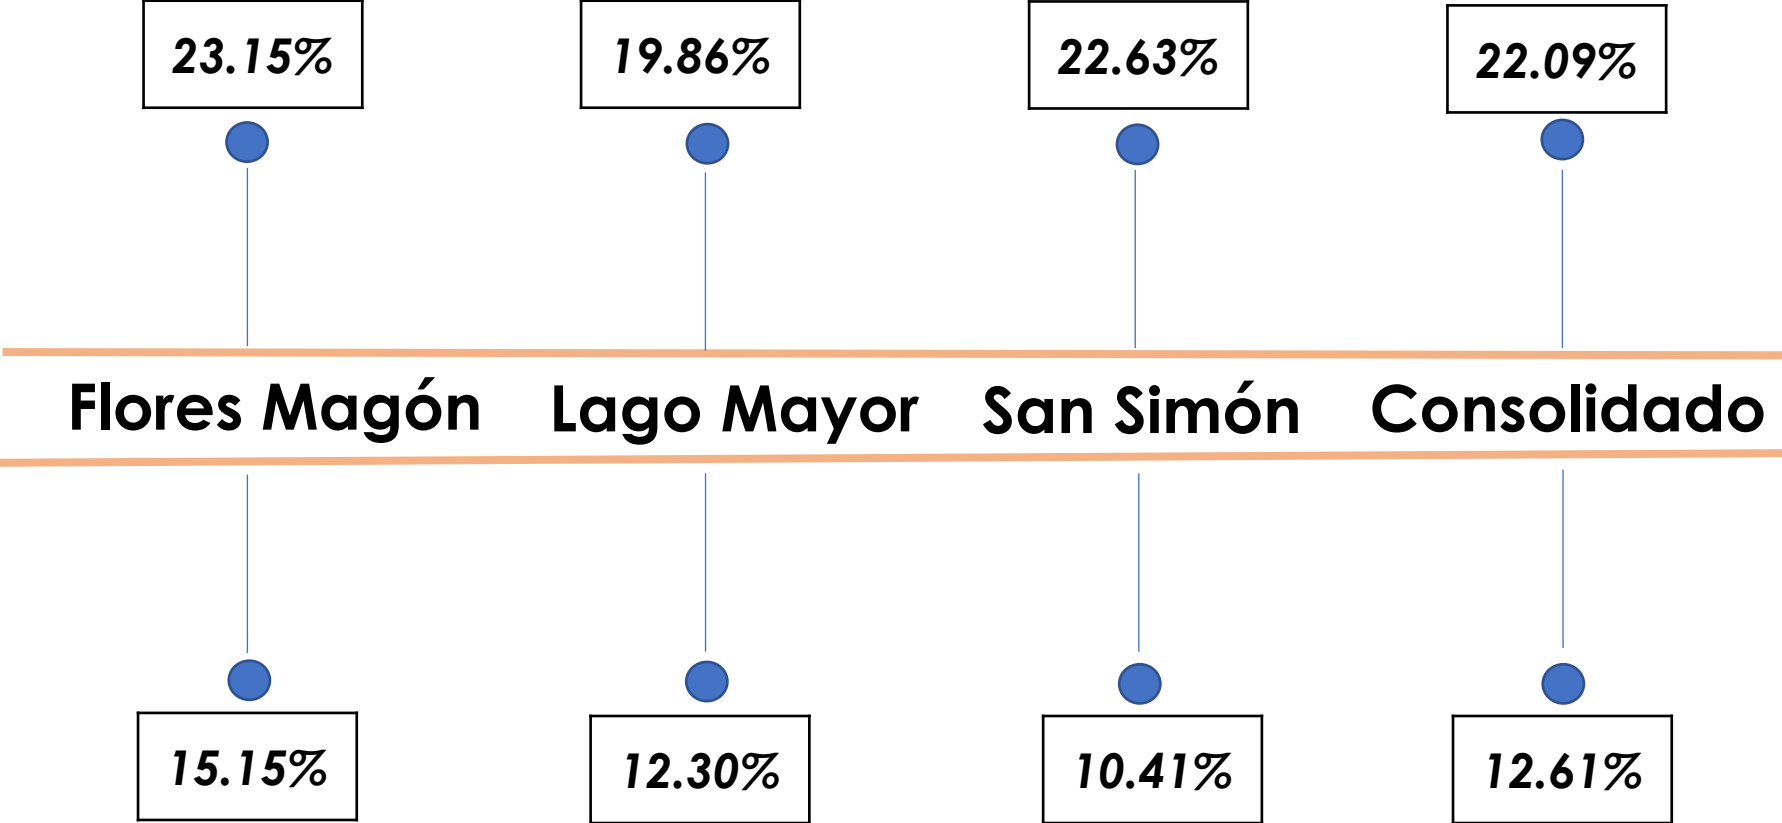 23.15% 19.86% 22.63% 22.09%
Flores Magón Lago Mayor San Simón Consolidado
15.15% 12.30% 10.41% 12.61%